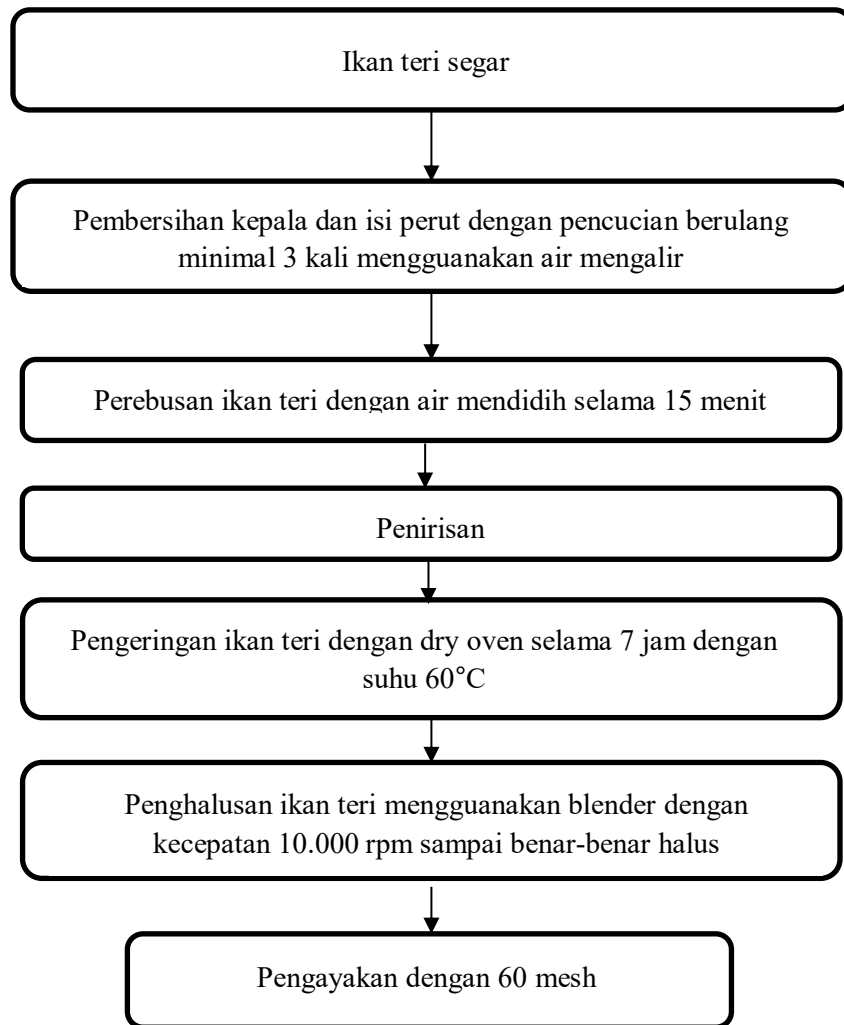 Ikan teri segar
Pembersihan kepala dan isi perut dengan pencucian berulang
minimal 3 kali mengguanakan air mengalir
Perebusan ikan teri dengan air mendidih selama 15 menit
Penirisan
Pengeringan ikan teri dengan dry oven selama 7 jam dengan
suhu 60°C
Penghalusan ikan teri mengguanakan blender dengan
kecepatan 10.000 rpm sampai benar-benar halus
Pengayakan dengan 60 mesh